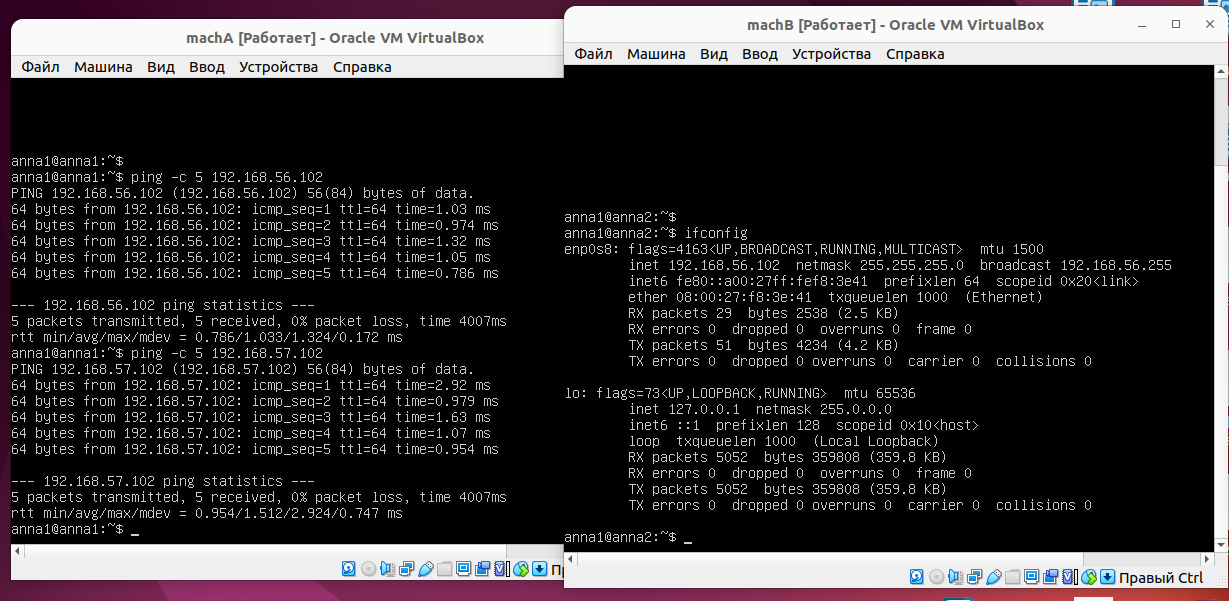 machA [Работает] - Oracle VM VirtualBox
Файл Машина Вид Ввод Устройства Справка
anna1@anna1:~$
anna1@anna1:~$ ping -c 5 192.168.56.102
PING 192.168.56.102 (192.168.56.102) 56(84) bytes of data.
64 bytes from 192.168.56.102: icmp_seq=1 ttl=64 time=1.03 ms
64 bytes from 192.168.56.102: icmp_seq=2 ttl=64 time=0.974 ms
64 bytes from 192.168.56.102: icmp_seq=3 ttl=64 time=1.32 ms
64 bytes from 192.168.56.102: icmp_seq=4 ttl=64 time=1.05 ms
64 bytes from 192.168.56.102: icmp_seq=5 ttl=64 time=0.786 ms
--- 192.168.56.102 ping statistics ---
5 packets transmitted, 5 received, 0% packet loss, time 4007ms
rtt min/avg/max/mdev = 0.786/1.033/1.324/0.172 ms
anna1@anna1:~$ ping -c 5 192.168.57.102
PING 192.168.57.102 (192.168.57.102) 56(84) bytes of data.
64 bytes from 192.168.57.102: icmp_seq=1 ttl=64 time=2.92 ms
64 bytes from 192.168.57.102: icmp_seq=2 ttl=64 time=0.979 ms
64 bytes from 192.168.57.102: icmp_seq=3 ttl=64 time=1.63 ms
64 bytes from 192.168.57.102: icmp_seq=4 ttl=64 time=1.07 ms
64 bytes from 192.168.57.102: icmp_seq=5 ttl=64 time=0.954 ms
--- 192.168.57.102 ping statistics ---
5 packets transmitted, 5 received, 0% packet loss, time 4007ms
rtt min/avg/max/mdev = 0.954/1.512/2.924/0.747 ms
anna1@anna1:~$ _
machB [Работает] - Oracle VM VirtualBox
Файл Машина Вид Ввод Устройства Справка
anna1@anna2:~$
anna1@anna2:~$ ifconfig
enp0s8: flags=4163<UP,BROADCAST,RUNNING,MULTICAST> mtu 1500
inet 192.168.56.102 netmask 255.255.255.0 broadcast 192.168.56.255
inet6 fe80::a00:27ff:fef8:3e41 prefixlen 64 scopeid 0x20<link>
ether 08:00:27:f8:3e:41 txqueuelen 1000 (Ethernet)
RX packets 29 bytes 2538 (2.5 KB)
RX errors 0 dropped 0 overruns 0 frame 0
TX packets 51 bytes 4234 (4.2 KB)
TX errors 0 dropped 0 overruns 0 carrier 0 collisions 0
lo: flags=73<UP,LOOPBACK,RUNNING> mtu 65536
inet 127.0.0.1 netmask 255.0.0.0
inet6 ::1 prefixlen 128 scopeid 0x10<host>
loop txqueuelen 1000 (Local Loopback)
RX packets 5052 bytes 359808 (359.8 KB)
RX errors 0 dropped 0 overruns 0 frame 0
TX packets 5052 bytes 359808 (359.8 KB)
TX errors 0 dropped 0 overruns 0 carrier 0 collisions 0
anna1@anna2:~$ _
Правый Ctrl